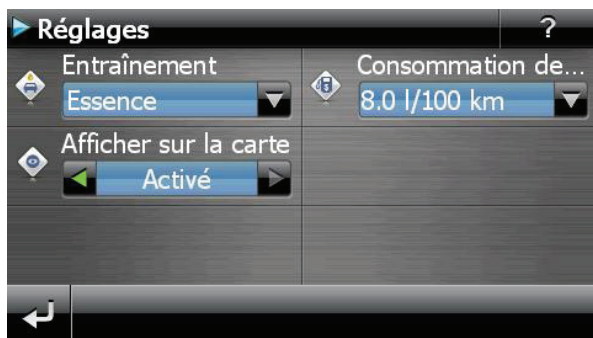 Réglages
?
Entraînement
Essence
Consommation de...
8.0 l/100 km
Afficher sur la carte
Activé